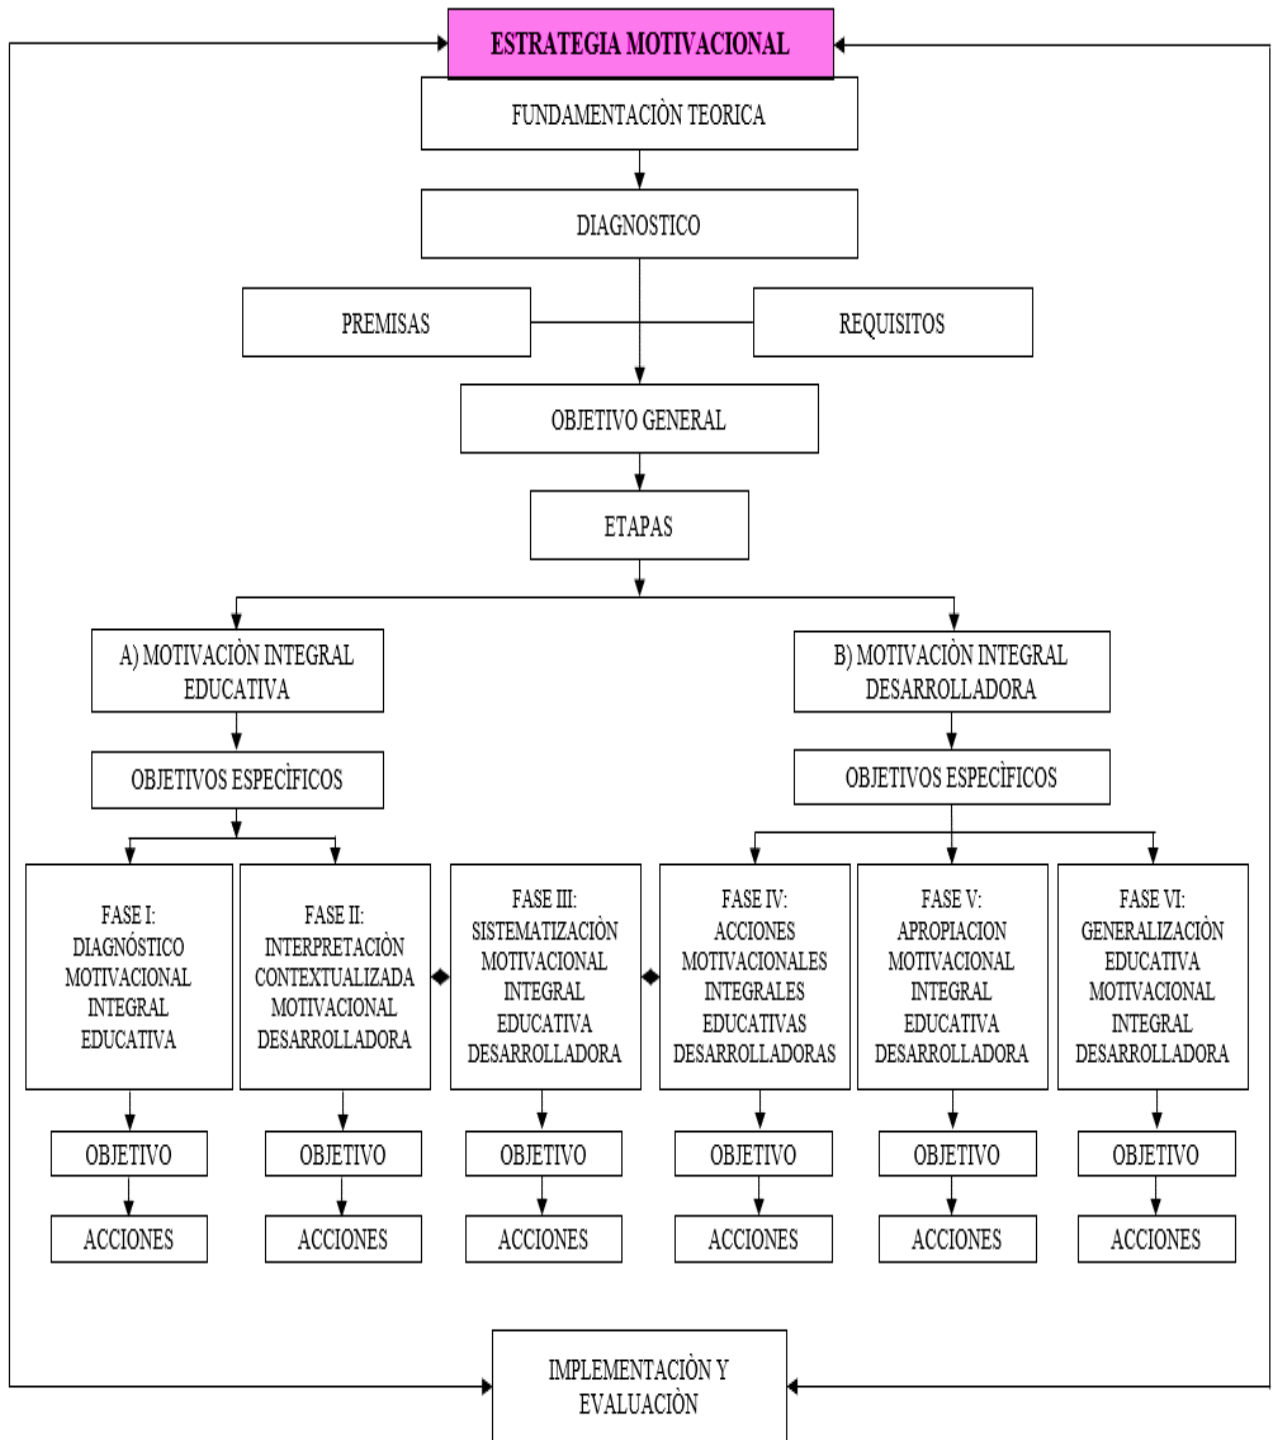 ESTRATEGIA MOTIVACIONAL
FUNDAMENTACIÒN TEORICA
DIAGNOSTICO
PREMISAS
REQUISITOS
OBJETIVO GENERAL
ETAPAS
A) MOTIVACIÒN INTEGRAL
EDUCATIVA
B) MOTIVACIÒN INTEGRAL
DESARROLLADORA
OBJETIVOS ESPECÌFICOS
OBJETIVOS ESPECÌFICOS
FASE I:
DIAGNÓSTICO
MOTIVACIONAL
INTEGRAL
EDUCATIVA
FASE II:
INTERPRETACIÒN
CONTEXTUALIZADA
MOTIVACIONAL
DESARROLLADORA
FASE III:
SISTEMATIZACIÒN
MOTIVACIONAL
INTEGRAL
EDUCATIVA
DESARROLLADORA
FASE IV:
ACCIONES
MOTIVACIONALES
INTEGRALES
EDUCATIVAS
DESARROLLADORAS
FASE V:
APROPIACION
MOTIVACIONAL
INTEGRAL
EDUCATIVA
DESARROLLADORA
FASE VI:
GENERALIZACIÒN
EDUCATIVA
MOTIVACIONAL
INTEGRAL
DESARROLLADORA
OBJETIVO
OBJETIVO
OBJETIVO
OBJETIVO
OBJETIVO
OBJETIVO
ACCIONES
ACCIONES
ACCIONES
ACCIONES
ACCIONES
ACCIONES
IMPLEMENTACIÒN Y
EVALUACIÒN